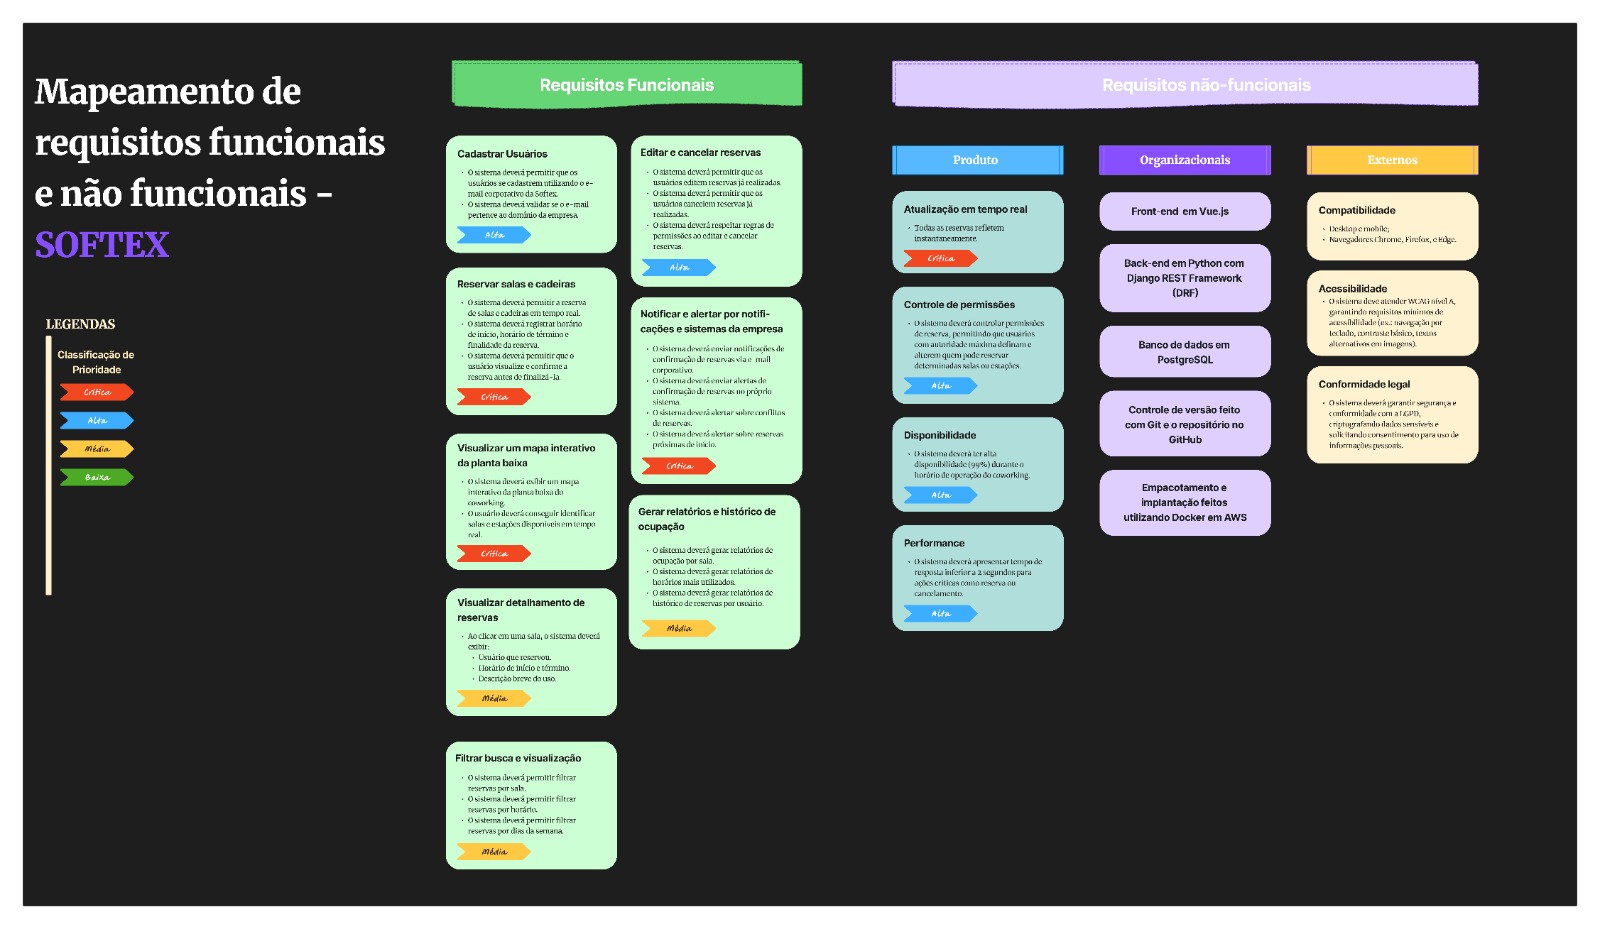 Mapeamento de
requisitos funcionais
e não funcionais -
SOFTEX
LEGENDAS
Classificação de
Prioridade
Crítica
Alta
Média
Baixa
Requisitos Funcionais
Cadastrar Usuários
• O sistema deverá permitir que os
usuários se cadastrem utilizando o e-
mail corporativo da Softex.
• O sistema deverá validar se o e-mail
pertence ao domínio da empresa.
Alta
Reservar salas e cadeiras
• O sistema deverá permitir a reserva
de salas e cadeiras em tempo real.
• O sistema deverá registrar horário
de início, horário de término e
finalidade da reserva.
• O sistema deverá permitir que o
usuário visualize e confirme a
reserva antes de finalizá-la.
Crítica
Visualizar um mapa interativo
da planta baixa
• O sistema deverá exibir um mapa
interativo da planta baixa do
coworking.
• O usuário deverá conseguir identificar
salas e estações disponíveis em tempo
real.
Crítica
Visualizar detalhamento de
reservas
• Ao clicar em uma sala, o sistema deverá
exibir:
• Usuário que reservou.
• Horário de início e término.
• Descrição breve do uso.
Média
Filtrar busca e visualização
• O sistema deverá permitir filtrar
reservas por sala.
• O sistema deverá permitir filtrar
reservas por horário.
• O sistema deverá permitir filtrar
reservas por dias da semana.
Média
Editar e cancelar reservas
• O sistema deverá permitir que os
usuários editem reservas já realizadas.
• O sistema deverá permitir que os
usuários cancelem reservas já
realizadas.
• O sistema deverá respeitar regras de
permissões ao editar e cancelar
reservas.
Alta
Notificar e alertar por notifi-
cações e sistemas da empresa
• O sistema deverá enviar notificações de
confirmação de reservas via e-mail
corporativo.
• O sistema deverá enviar alertas de
confirmação de reservas no próprio
sistema.
• O sistema deverá alertar sobre conflitos
de reservas.
• O sistema deverá alertar sobre reservas
próximas de início.
Crítica
Gerar relatórios e histórico de
ocupação
• O sistema deverá gerar relatórios de
ocupação por sala.
• O sistema deverá gerar relatórios de
horários mais utilizados.
• O sistema deverá gerar relatórios de
histórico de reservas por usuário.
Média
Requisitos não-funcionais
Produto
Atualização em tempo real
• Todas as reservas refletem
instantaneamente.
Crítica
Controle de permissões
• O sistema deverá controlar permissões
de reserva, permitindo que usuários
com autoridade máxima definam e
alterem quem pode reservar
determinadas salas ou estações.
Alta
Disponibilidade
• O sistema deverá ter alta
disponibilidade (99%) durante o
horário de operação do coworking.
Alta
Performance
• O sistema deverá apresentar tempo de
resposta inferior a 2 segundos para
ações críticas como reserva ou
cancelamento.
Alta
Organizacionais
Front-end em Vue.js
Back-end em Python com
Django REST Framework
(DRF)
Banco de dados em
PostgreSQL
Controle de versão feito
com Git e o repositório no
GitHub
Empacotamento e
implantação feitos
utilizando Docker em AWS
Externos
Compatibilidade
• Desktop e mobile;
• Navegadores Chrome, Firefox, e Edge.
Acessibilidade
• O sistema deve atender WCAG nível A,
garantindo requisitos mínimos de
acessibilidade (ex.: navegação por
teclado, contraste básico, textos
alternativos em imagens).
Conformidade legal
• O sistema deverá garantir segurança e
conformidade com a LGPD,
criptografando dados sensíveis e
solicitando consentimento para uso de
informações pessoais.